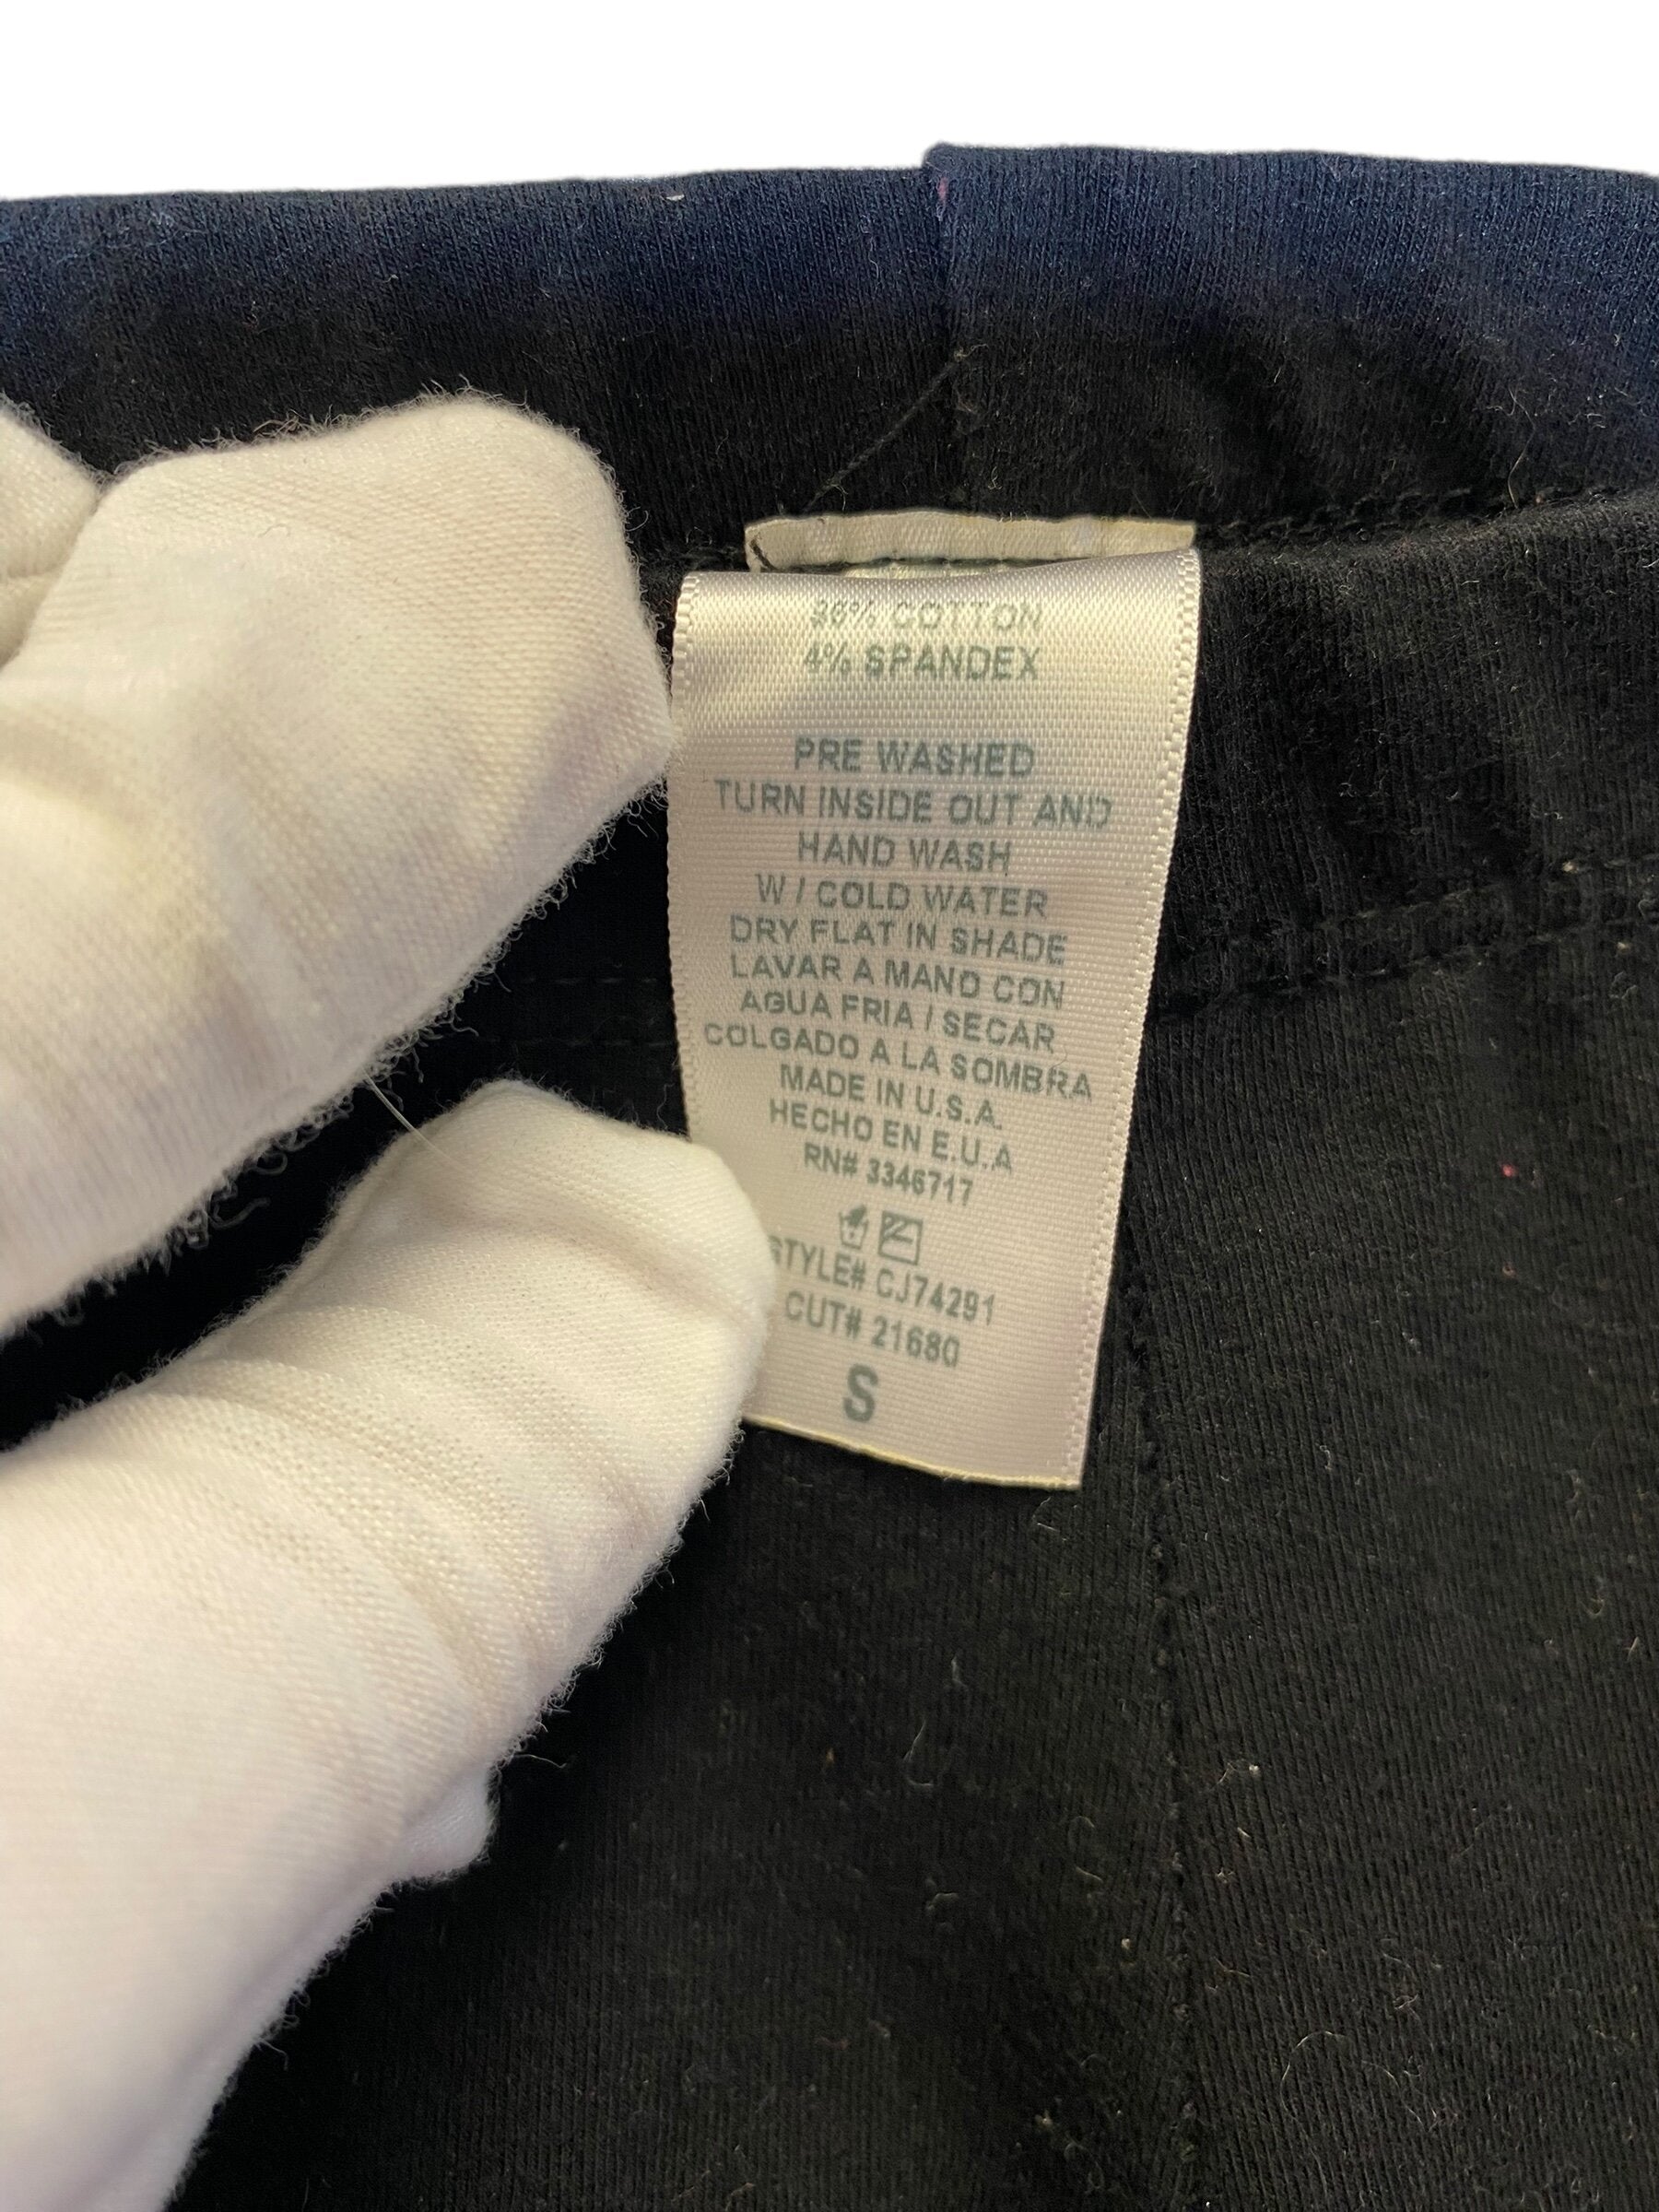 96% COTTON
4% SPANDEX
PRE WASHED
TURN INSIDE OUT AND
HAND WASH
W / COLD WATER
DRY FLAT IN SHADE
LAVAR A MANO CON
AGUA FRIA / SECAR
COLGADO A LA SOMBRA
MADE IN U.S.A.
HECHO EN E.U.A
RN# 3346717
STYLE# CJ74291
CUT# 21680
S